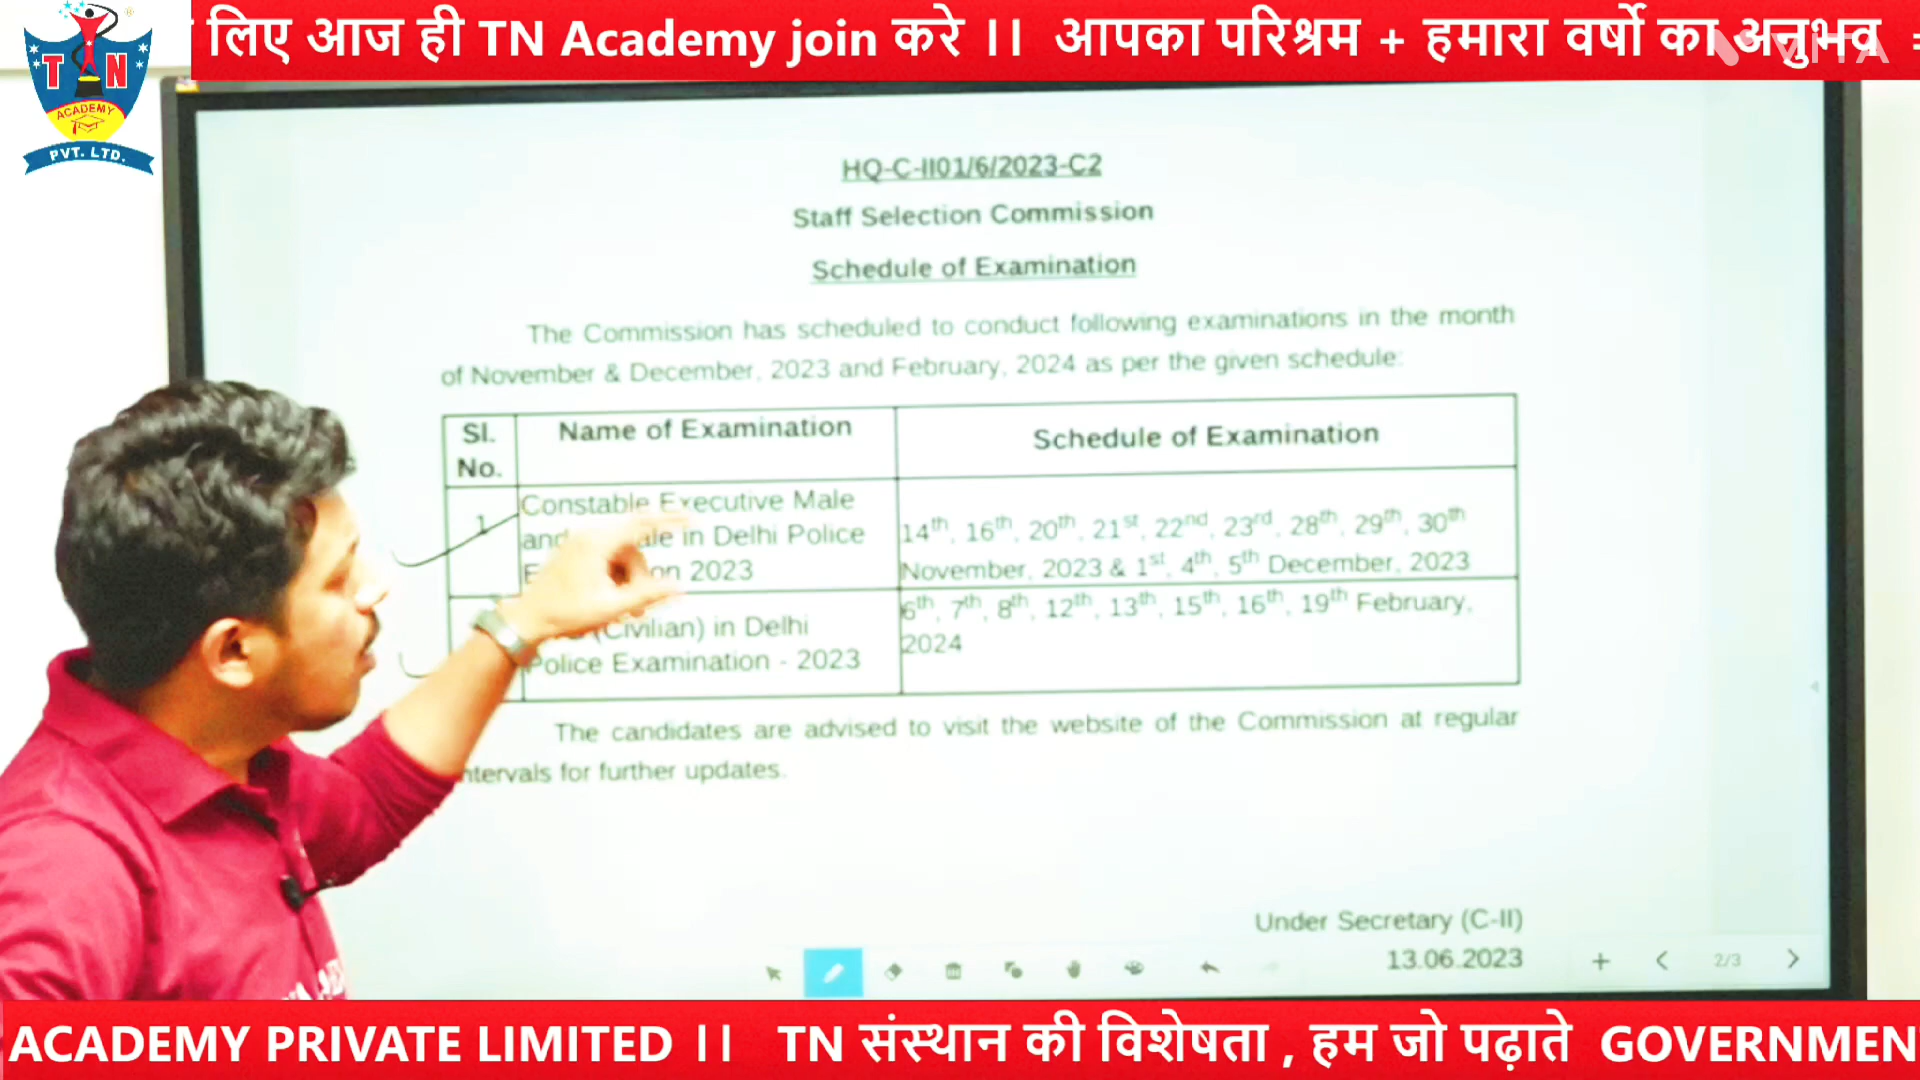 लिए आज ही TN Academy join करे ।। आपका परिश्रम + हमारा वर्षो का अनुभव =
ViTA
TN
ACADEMY
PVT. LTD.
HQ-C-II01/6/2023-C2
Staff Selection Commission
Schedule of Examination
The Commission has scheduled to conduct following examinations in the month
of November & December, 2023 and February, 2024 as per the given schedule:
Sl. No. Name of Examination Schedule of Examination
1 Constable Executive Male
in Delhi Police
2023
14th, 16th, 20th, 21st, 22nd, 23rd, 28th, 29th, 30th
November, 2023 & 1st, 4th, 5th December, 2023
(Civilian) in Delhi
Police Examination - 2023
6th, 7th, 8th, 12th, 13th, 15th, 16th, 19th February,
2024
The candidates are advised to visit the website of the Commission at regular
ntervals for further updates.
Under Secretary (C-II)
13.06.2023
2/3
ACADEMY PRIVATE LIMITED ।। TN संस्थान की विशेषता , हम जो पढ़ाते GOVERNMEN